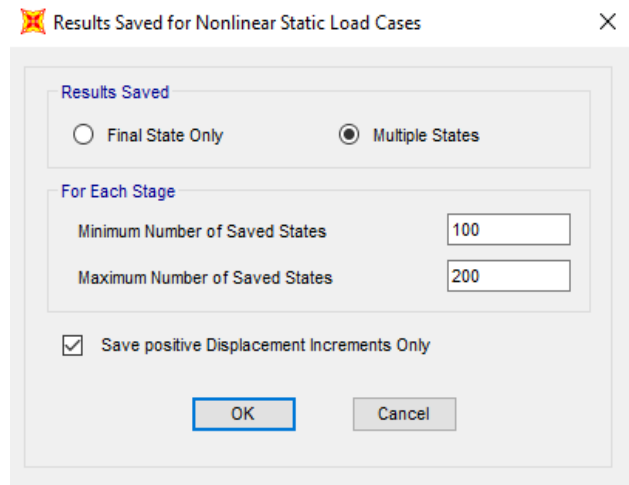 Results Saved for Nonlinear Static Load Cases
Results Saved
Final State Only
Multiple States
For Each Stage
Minimum Number of Saved States
100
Maximum Number of Saved States
200
Save positive Displacement Increments Only
OK
Cancel